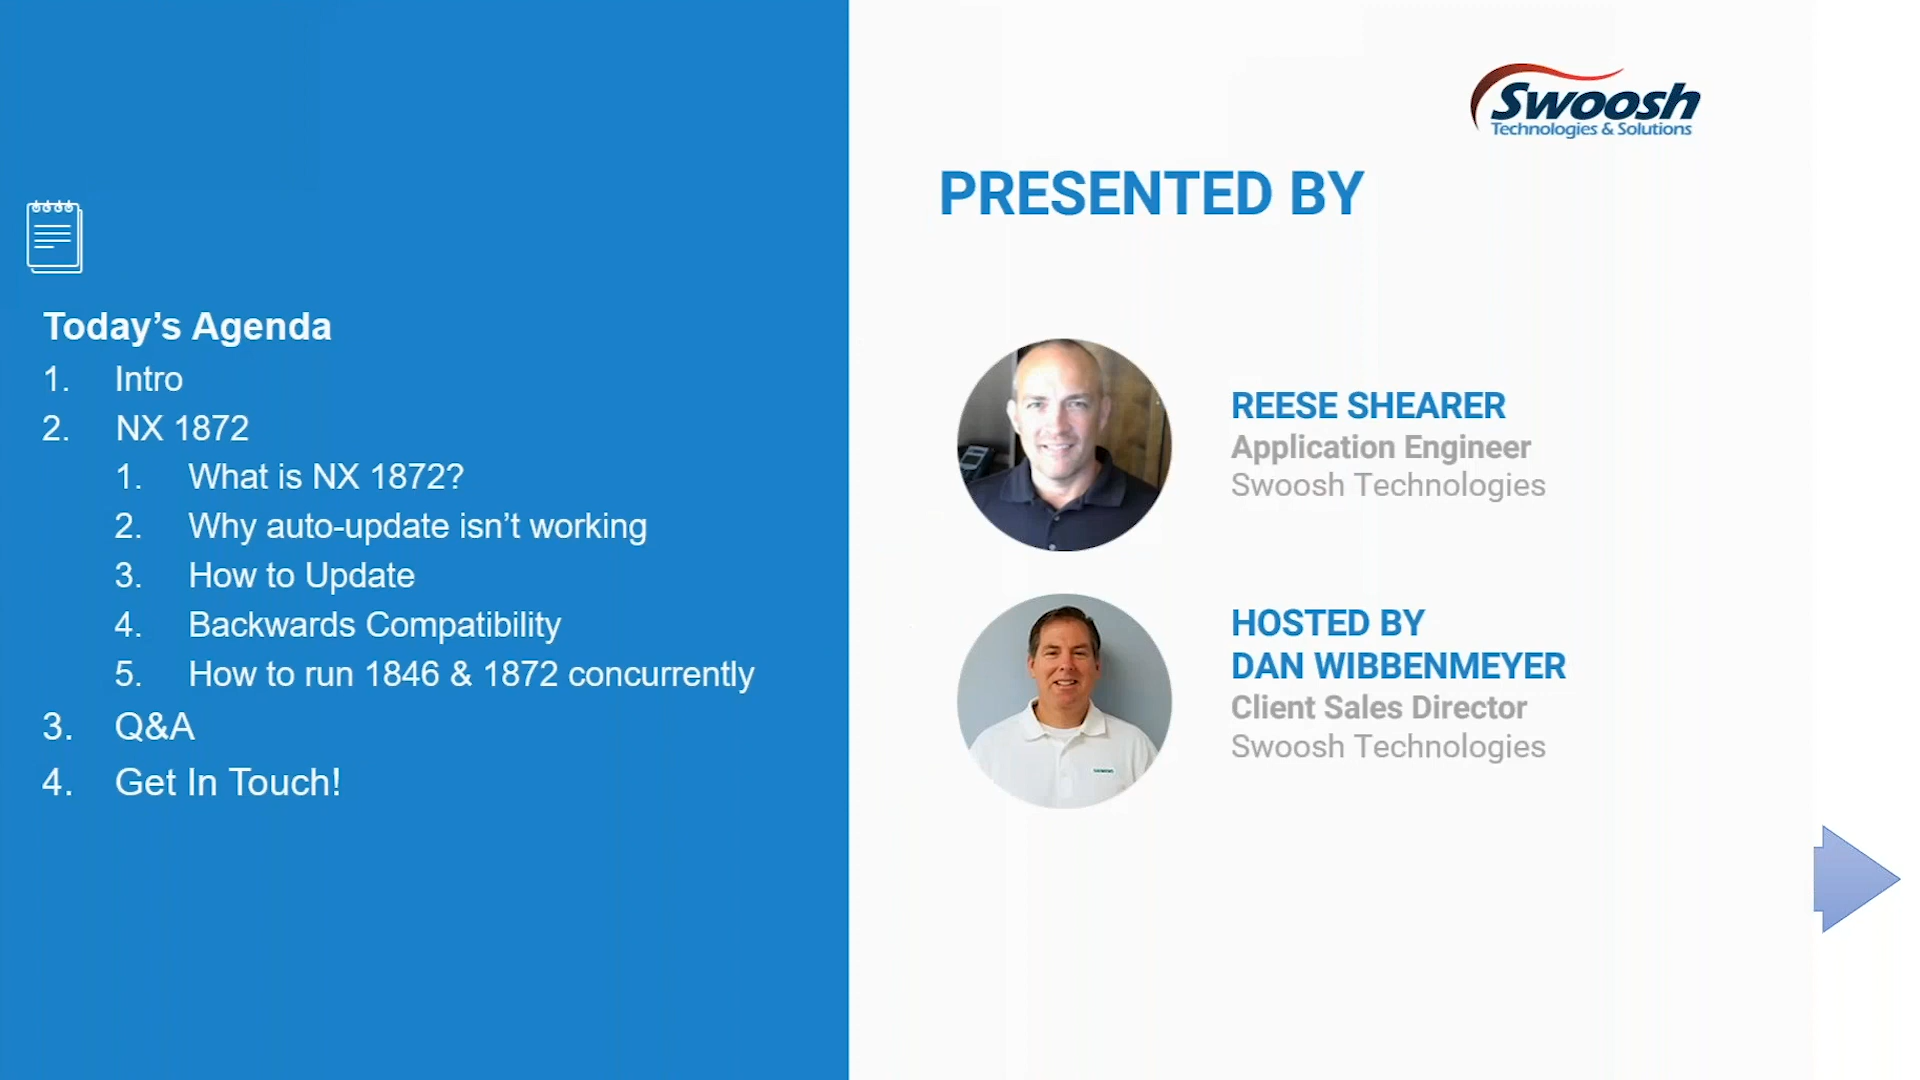 Today’s Agenda
1. Intro
2. NX 1872
1. What is NX 1872?
2. Why auto-update isn’t working
3. How to Update
4. Backwards Compatibility
5. How to run 1846 & 1872 concurrently
3. Q&A
4. Get In Touch!
Swoosh
Technologies & Solutions
PRESENTED BY
REESE SHEARER
Application Engineer
Swoosh Technologies
HOSTED BY
DAN WIBBENMEYER
Client Sales Director
Swoosh Technologies